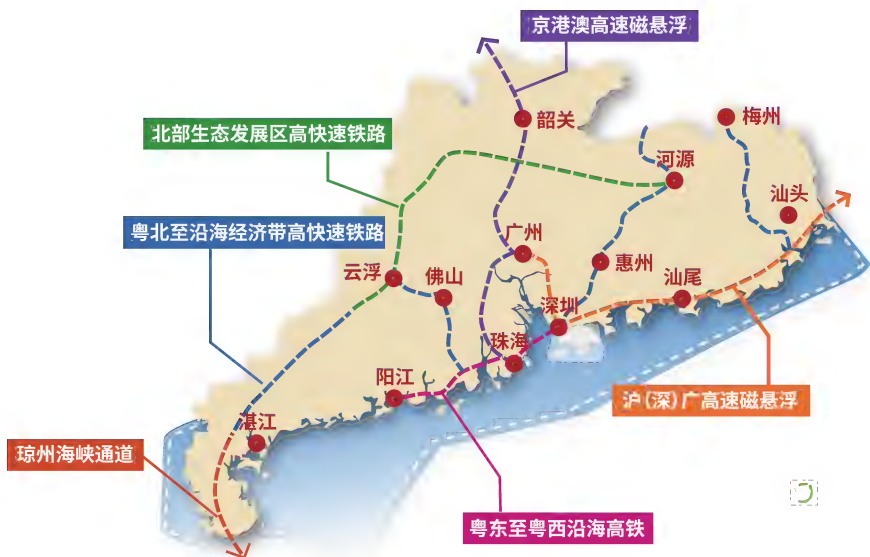 京港澳高速磁悬浮
韶关
梅州
北部生态发展区高快速铁路
河源
汕头
粤北至沿海经济带高快速铁路
广州
云浮
佛山
惠州
汕尾
深圳
珠海
阳江
沪(深)广高速磁悬浮
湛江
琼州海峡通道
粤东至粤西沿海高铁